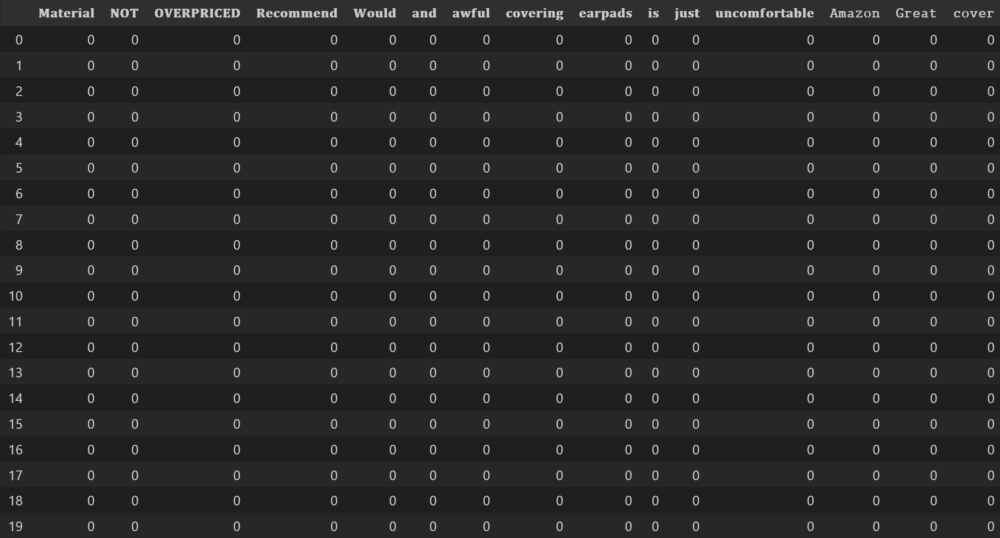 Material NOT OVERPRICED Recommend Would and awful covering earpads is just uncomfortable Amazon Great cover
0 0 0 0 0 0 0 0 0 0 0 0 0 0 0 0
1 0 0 0 0 0 0 0 0 0 0 0 0 0 0 0
2 0 0 0 0 0 0 0 0 0 0 0 0 0 0 0
3 0 0 0 0 0 0 0 0 0 0 0 0 0 0 0
4 0 0 0 0 0 0 0 0 0 0 0 0 0 0 0
5 0 0 0 0 0 0 0 0 0 0 0 0 0 0 0
6 0 0 0 0 0 0 0 0 0 0 0 0 0 0 0
7 0 0 0 0 0 0 0 0 0 0 0 0 0 0 0
8 0 0 0 0 0 0 0 0 0 0 0 0 0 0 0
9 0 0 0 0 0 0 0 0 0 0 0 0 0 0 0
10 0 0 0 0 0 0 0 0 0 0 0 0 0 0 0
11 0 0 0 0 0 0 0 0 0 0 0 0 0 0 0
12 0 0 0 0 0 0 0 0 0 0 0 0 0 0 0
13 0 0 0 0 0 0 0 0 0 0 0 0 0 0 0
14 0 0 0 0 0 0 0 0 0 0 0 0 0 0 0
15 0 0 0 0 0 0 0 0 0 0 0 0 0 0 0
16 0 0 0 0 0 0 0 0 0 0 0 0 0 0 0
17 0 0 0 0 0 0 0 0 0 0 0 0 0 0 0
18 0 0 0 0 0 0 0 0 0 0 0 0 0 0 0
19 0 0 0 0 0 0 0 0 0 0 0 0 0 0 0